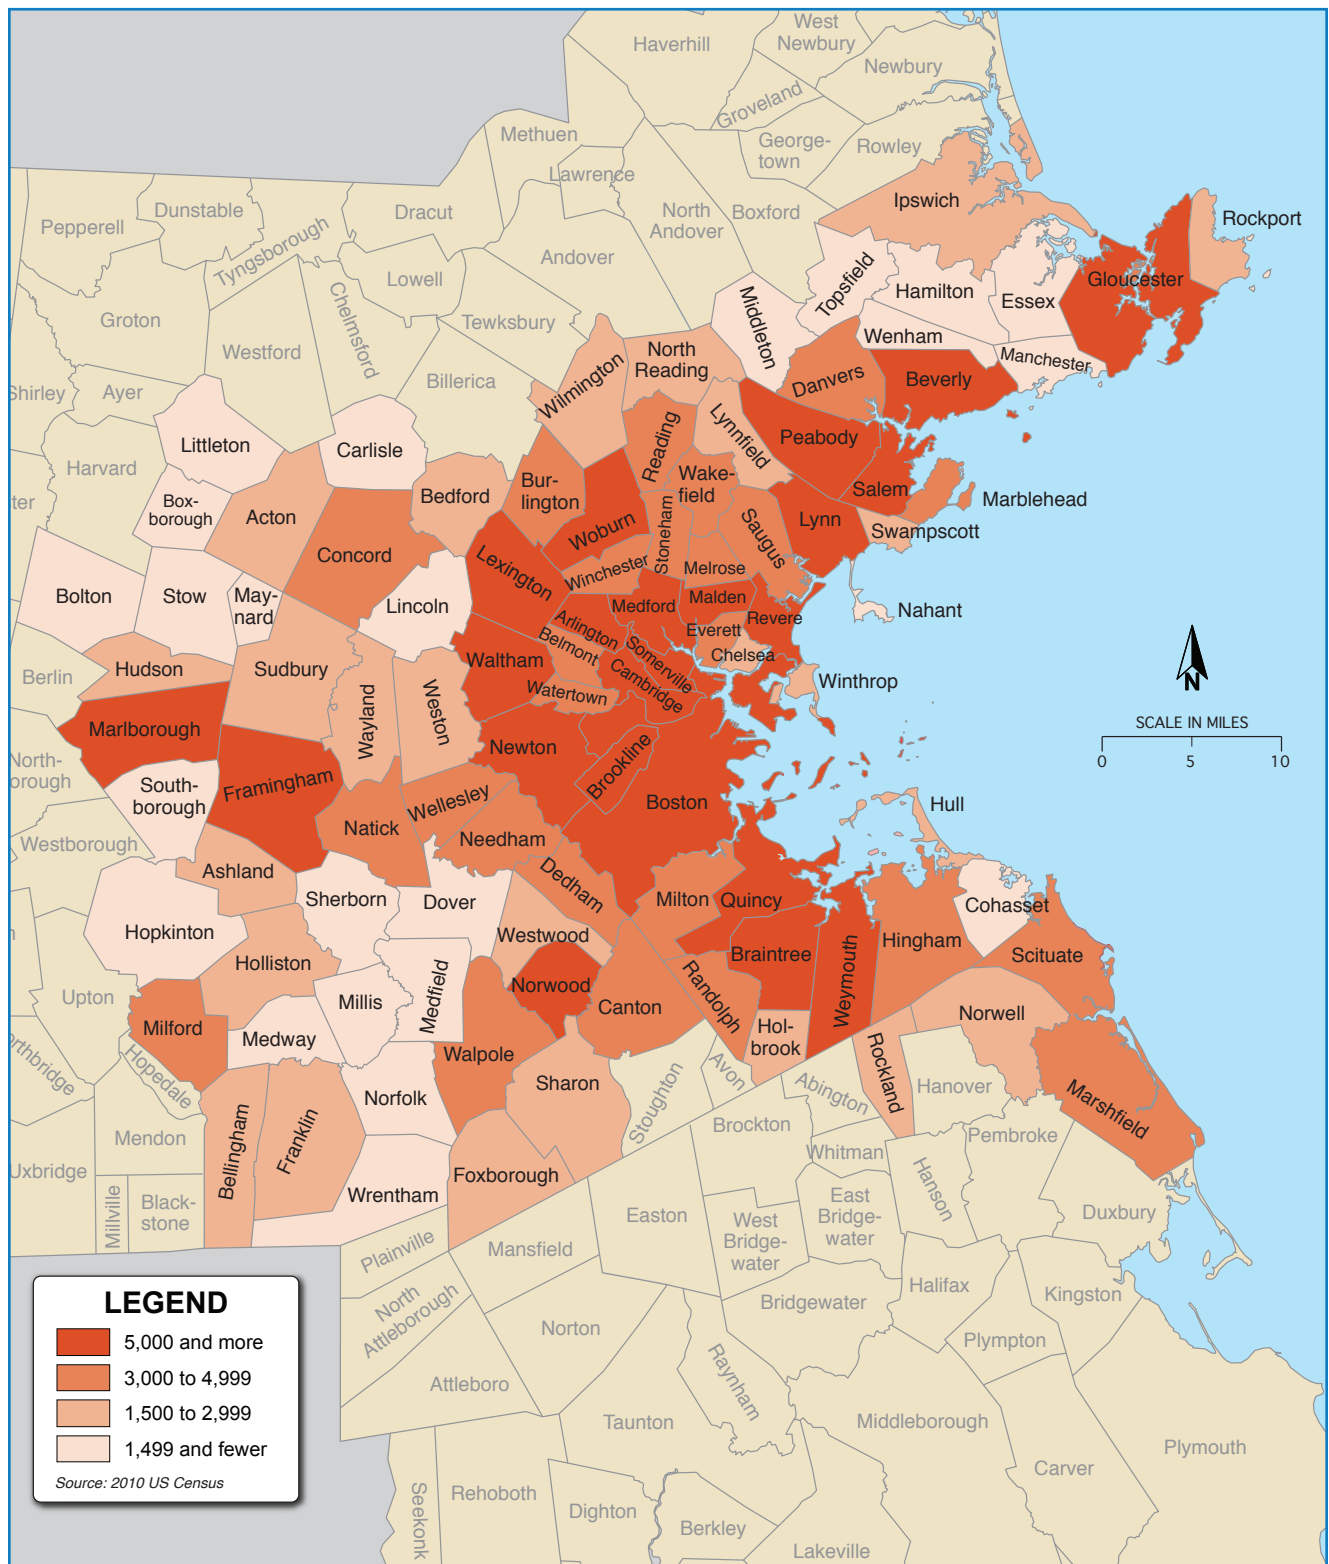 Haverhill
West
Newbury
Newbury
Groveland
Methuen
George-
town
Rowley
Lawrence
Ipswich
Dunstable
Dracut
North
Andover
Boxford
Rockport
Pepperell
Tyngsborough
Andover
Lowell
Topsfield
Hamilton
Essex
Gloucester
Groton
Chelmsford
Tewksbury
Middleton
Westford
Wenham
Manchester
North
Reading
Wilmington
Billerica
Danvers
Beverly
Shirley
Ayer
Littleton
Carlisle
Reading
Lynnfield
Peabody
Harvard
Bedford
Bur-
lington
Wake-
field
Salem
Marblehead
ter
Box-
borough
Acton
Woburn
Stoneham
Saugus
Lynn
Swampscott
Concord
Lexington
Winchester
Melrose
Bolton
Stow
May-
nard
Lincoln
Medford
Malden
Revere
Nahant
Arlington
Everett
Berlin
Hudson
Sudbury
Waltham
Belmont
Somerville
Chelsea
Wayland
Weston
Watertown
Cambridge
Winthrop
N
Marlborough
Newton
SCALE IN MILES
0
5
10
North-
orough
South-
borough
Framingham
Brookline
Boston
Hull
Natick
Wellesley
Needham
Westborough
Ashland
Sherborn
Dover
Dedham
Milton
Quincy
Cohasset
Hopkinton
Westwood
Braintree
Weymouth
Hingham
Scituate
Holliston
Medfield
Norwood
Randolph
Upton
Millis
Canton
Norwell
Milford
Medway
Walpole
Hol-
brook
Rockland
orthbridge
Hopedale
Norfolk
Sharon
Stoughton
Avon
Abington
Hanover
Marshfield
Mendon
Bellingham
Franklin
Brockton
Whitman
Pembroke
Uxbridge
Millville
Black-
stone
Wrentham
Foxborough
Hanson
Easton
West
Bridge-
water
East
Bridge-
water
Duxbury
Plainville
Mansfield
Halifax
Kingston
North
Attleborough
Norton
Bridgewater
Plympton
Attleboro
Raynham
Taunton
Middleborough
Plymouth
Carver
Seekonk
Rehoboth
Dighton
Berkley
Lakeville
LEGEND
5,000 and more
3,000 to 4,999
1,500 to 2,999
1,499 and fewer
Source: 2010 US Census